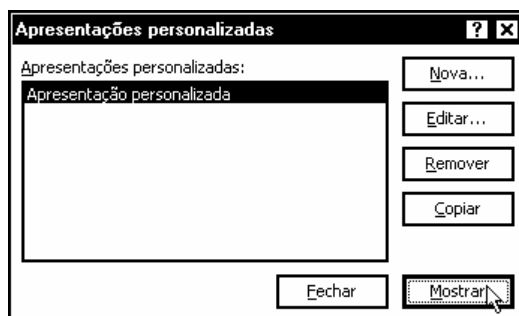 Apresentações personalizadas
Apresentações personalizadas:
Apresentação personalizada
Nova...
Editar...
Remover
Copiar
Fechar
Mostrar